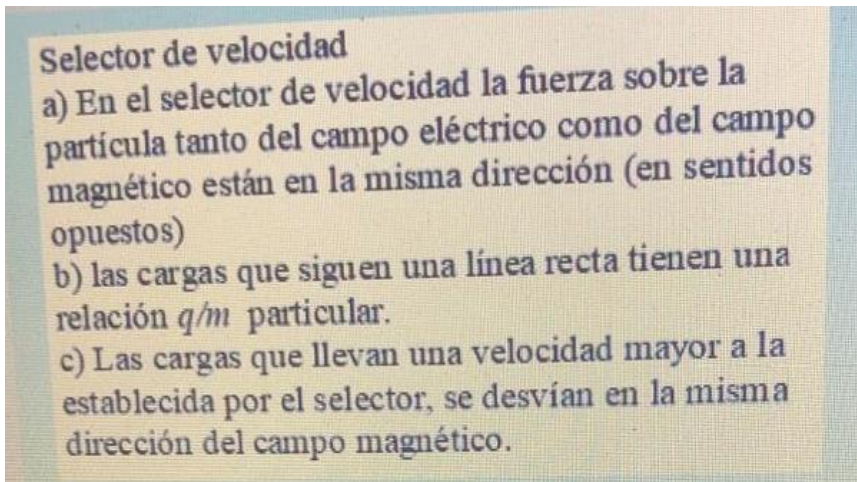 Selector de velocidad
a) En el selector de velocidad la fuerza sobre la
partícula tanto del campo eléctrico como del campo
magnético están en la misma dirección (en sentidos
opuestos)
b) las cargas que siguen una línea recta tienen una
relación q/m particular.
c) Las cargas que llevan una velocidad mayor a la
establecida por el selector, se desvían en la misma
dirección del campo magnético.